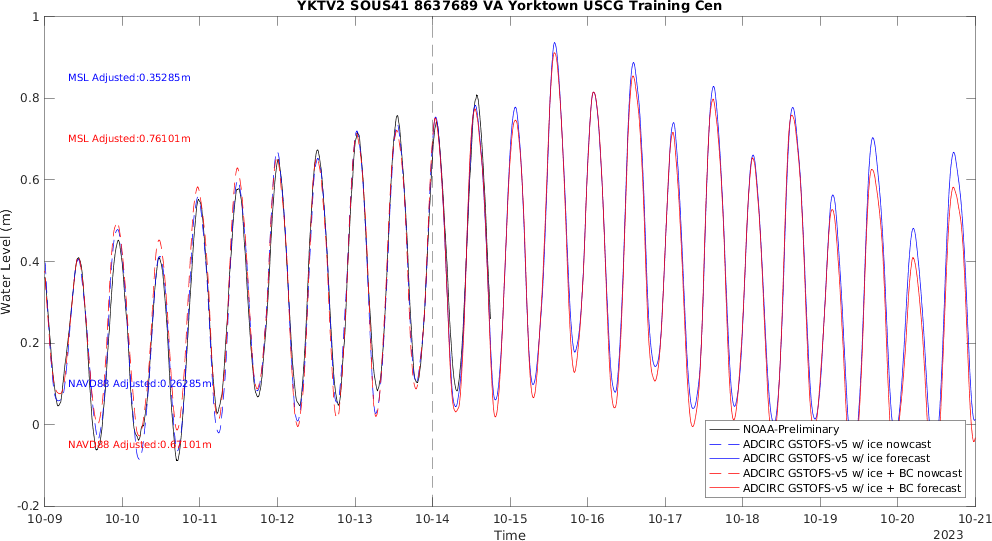 YKTV2 SOUS41 8637689 VA Yorktown USCG Training Cen
1
0.8
0.6
0.4
0.2
0
-0.2
Water Level (m)
MSL Adjusted:0.35285m
MSL Adjusted:0.76101m
NAVD88 Adjusted:0.26285m
NAVD88 Adjusted:0.67101m
NOAA-Preliminary
ADCIRC GSTOFS-v5 w/ ice nowcast
ADCIRC GSTOFS-v5 w/ ice forecast
ADCIRC GSTOFS-v5 w/ ice + BC nowcast
ADCIRC GSTOFS-v5 w/ ice + BC forecast
10-09 10-10 10-11 10-12 10-13 10-14 10-15 10-16 10-17 10-18 10-19 10-20 10-21
Time
2023